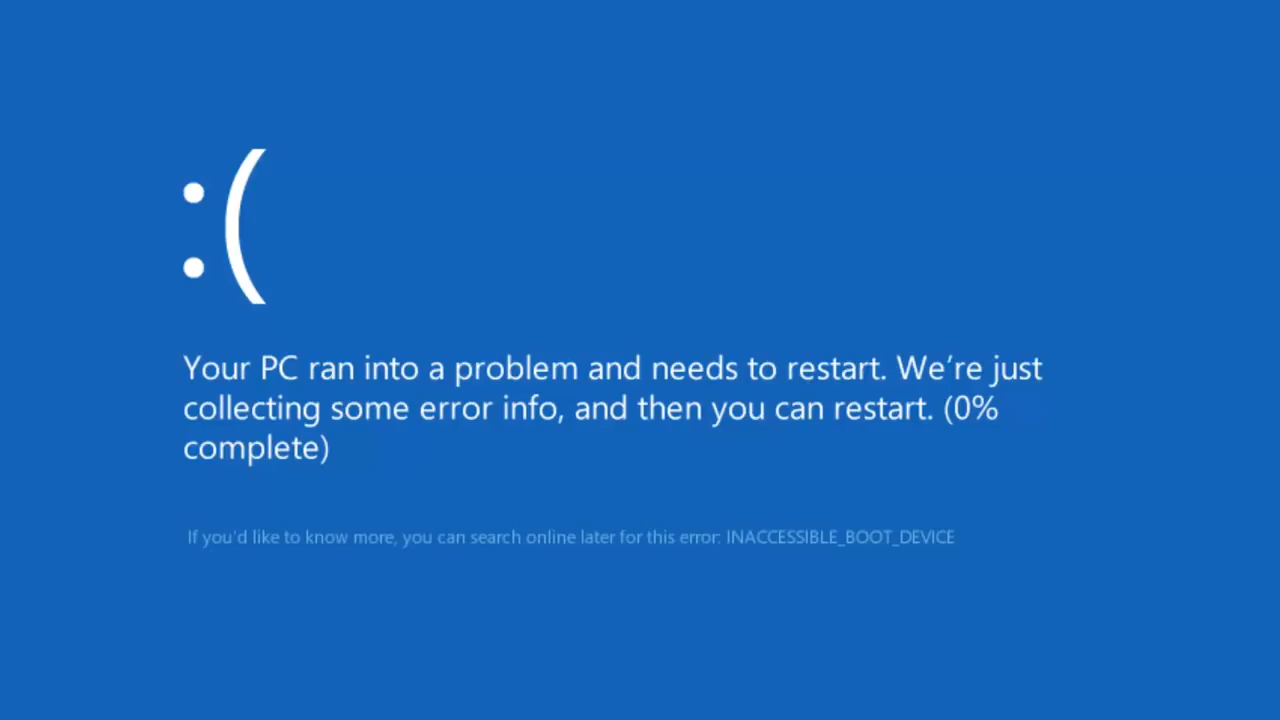 :(
Your PC ran into a problem and needs to restart. We're just
collecting some error info, and then you can restart. (0%
complete)
If you'd like to know more, you can search online later for this error: INACCESSIBLE_BOOT_DEVICE